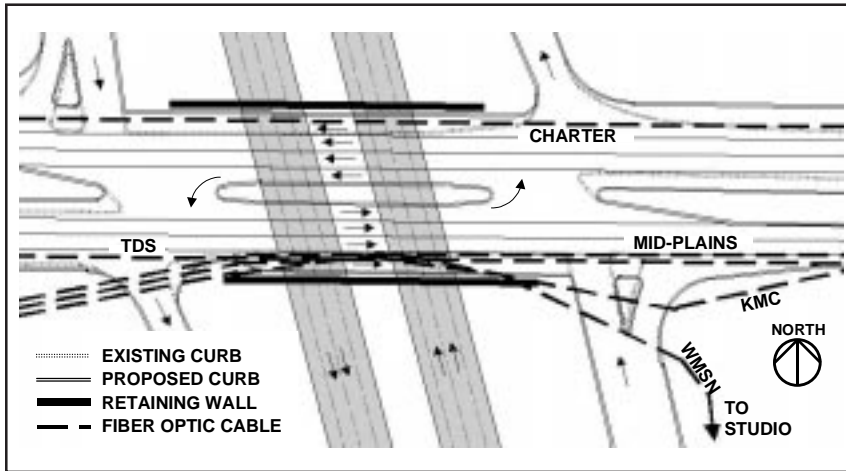 CHARTER
TDS
MID-PLAINS
KMC
WMSN
TO
STUDIO
NORTH
EXISTING CURB
PROPOSED CURB
RETAINING WALL
FIBER OPTIC CABLE